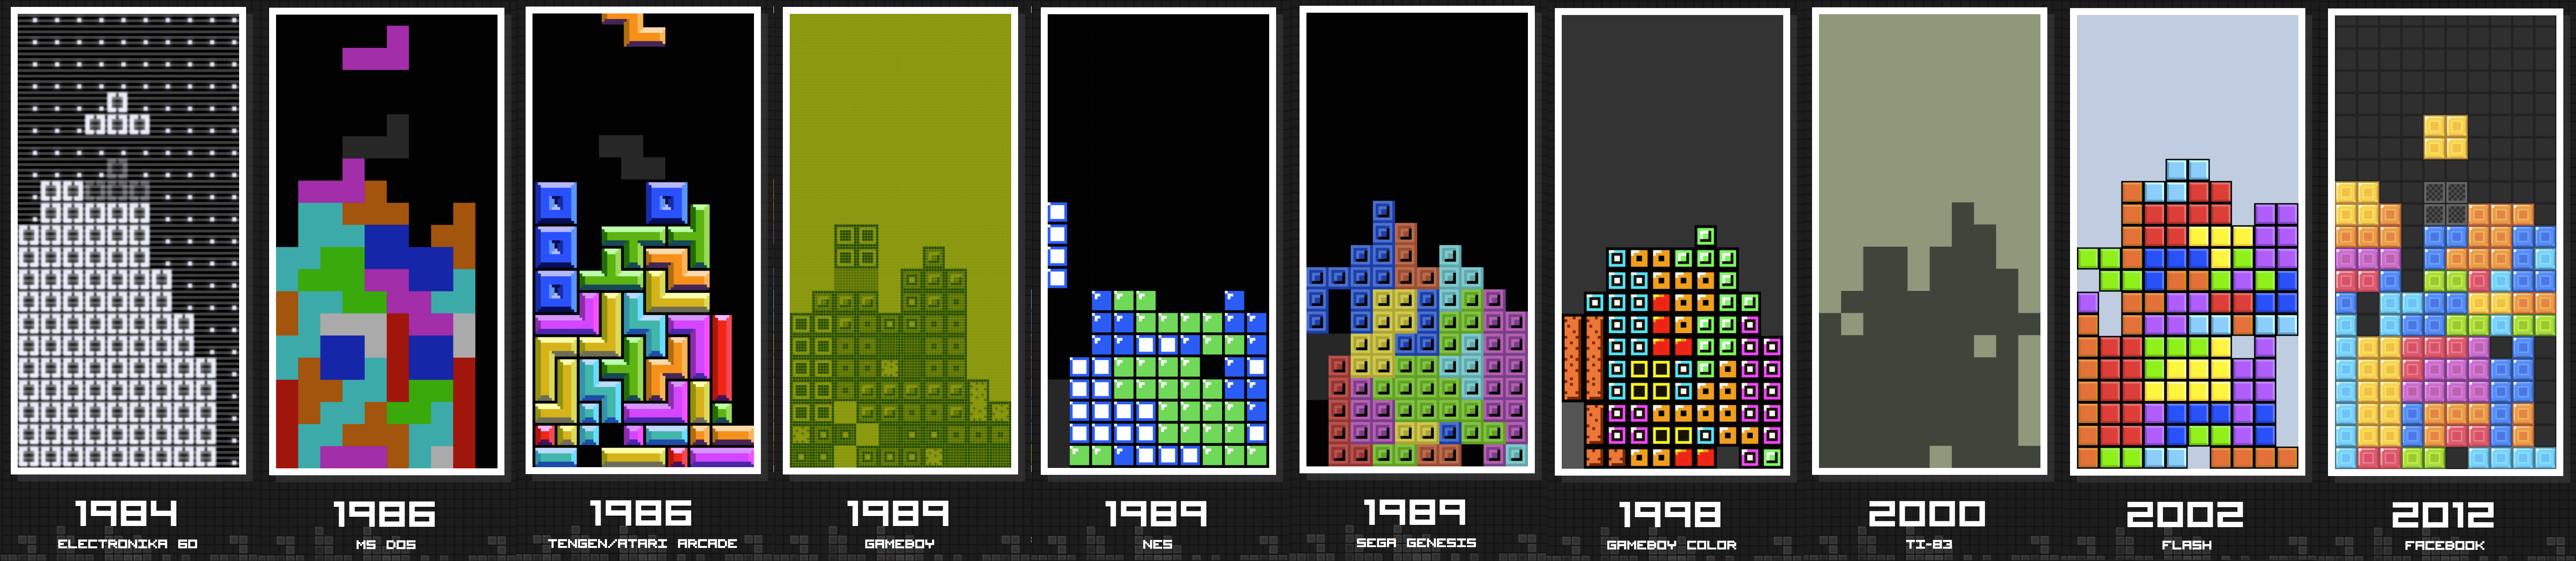 1984
ELECTRONIKA 60
1986
MS DOS
1986
TENGEN/ATARI ARCADE
1989
GAMEBOY
1989
NES
1989
SEGA GENESIS
1998
GAMEBOY COLOR
2000
TI-83
2002
FLASH
2012
FACEBOOK